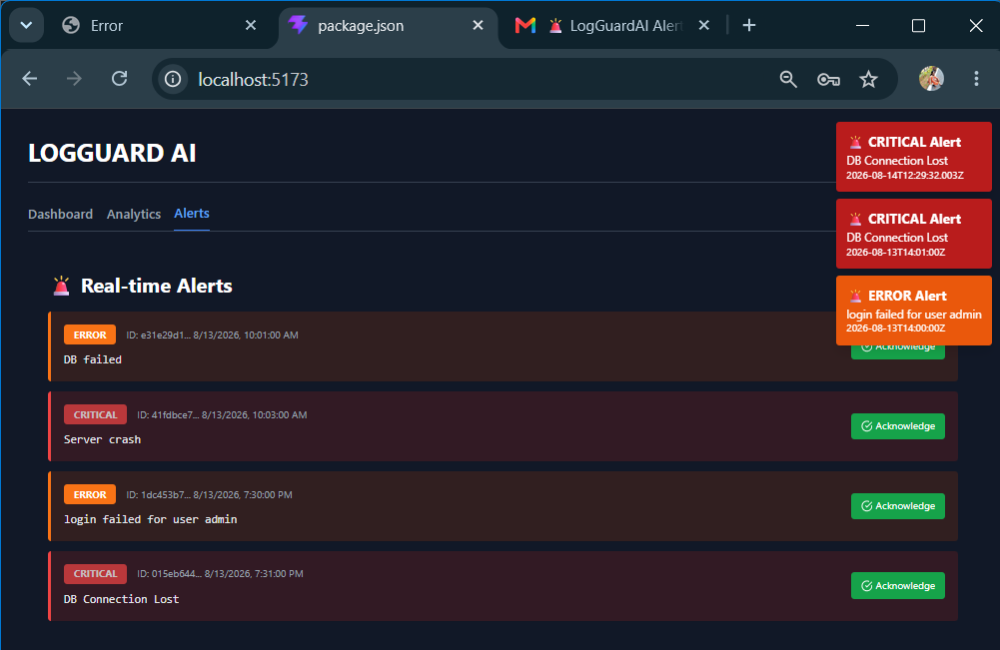 Error
package.json
LogGuardAI Aler
localhost:5173
LOGGUARD AI
Dashboard Analytics Alerts
🚨 CRITICAL Alert
DB Connection Lost
2026-08-14T12:29:32.003Z
🚨 CRITICAL Alert
DB Connection Lost
2026-08-13T14:01:00Z
🚨 ERROR Alert
login failed for user admin
2026-08-13T14:00:00Z
🚨 Real-time Alerts
ERROR ID: e31e29d1... 8/13/2026, 10:01:00 AM
DB failed
Acknowledge
CRITICAL ID: 41fdbce7... 8/13/2026, 10:03:00 AM
Server crash
Acknowledge
ERROR ID: 1dc453b7... 8/13/2026, 7:30:00 PM
login failed for user admin
Acknowledge
CRITICAL ID: 015eb644... 8/13/2026, 7:31:00 PM
DB Connection Lost
Acknowledge